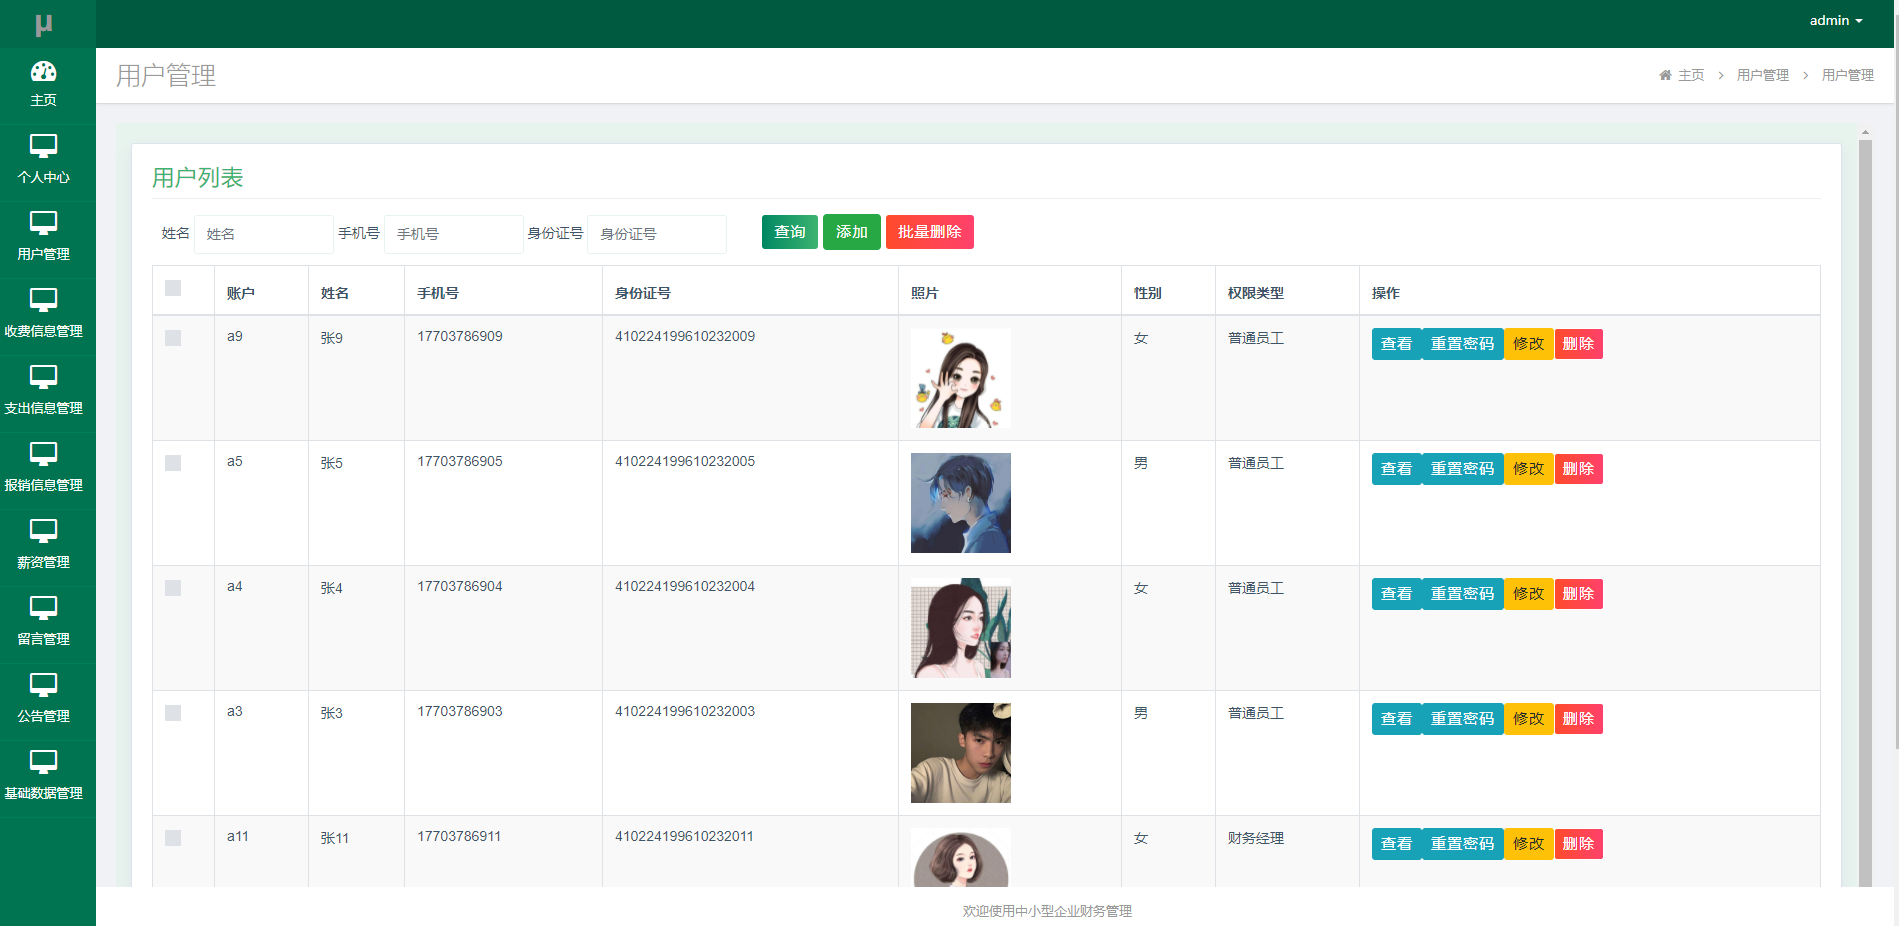 μ
admin
用户管理
主页 > 用户管理 > 用户管理
主页
个人中心
用户管理
收费信息管理
支出信息管理
报销信息管理
薪资管理
留言管理
公告管理
基础数据管理
用户列表
姓名 姓名 手机号 手机号 身份证号 身份证号 查询 添加 批量删除
账户 姓名 手机号 身份证号 照片 性别 权限类型 操作
a9 张9 17703786909 410224199610232009 女 普通员工 查看 重置密码 修改 删除
a5 张5 17703786905 410224199610232005 男 普通员工 查看 重置密码 修改 删除
a4 张4 17703786904 410224199610232004 女 普通员工 查看 重置密码 修改 删除
a3 张3 17703786903 410224199610232003 男 普通员工 查看 重置密码 修改 删除
a11 张11 17703786911 410224199610232011 女 财务经理 查看 重置密码 修改 删除
欢迎使用中小型企业财务管理